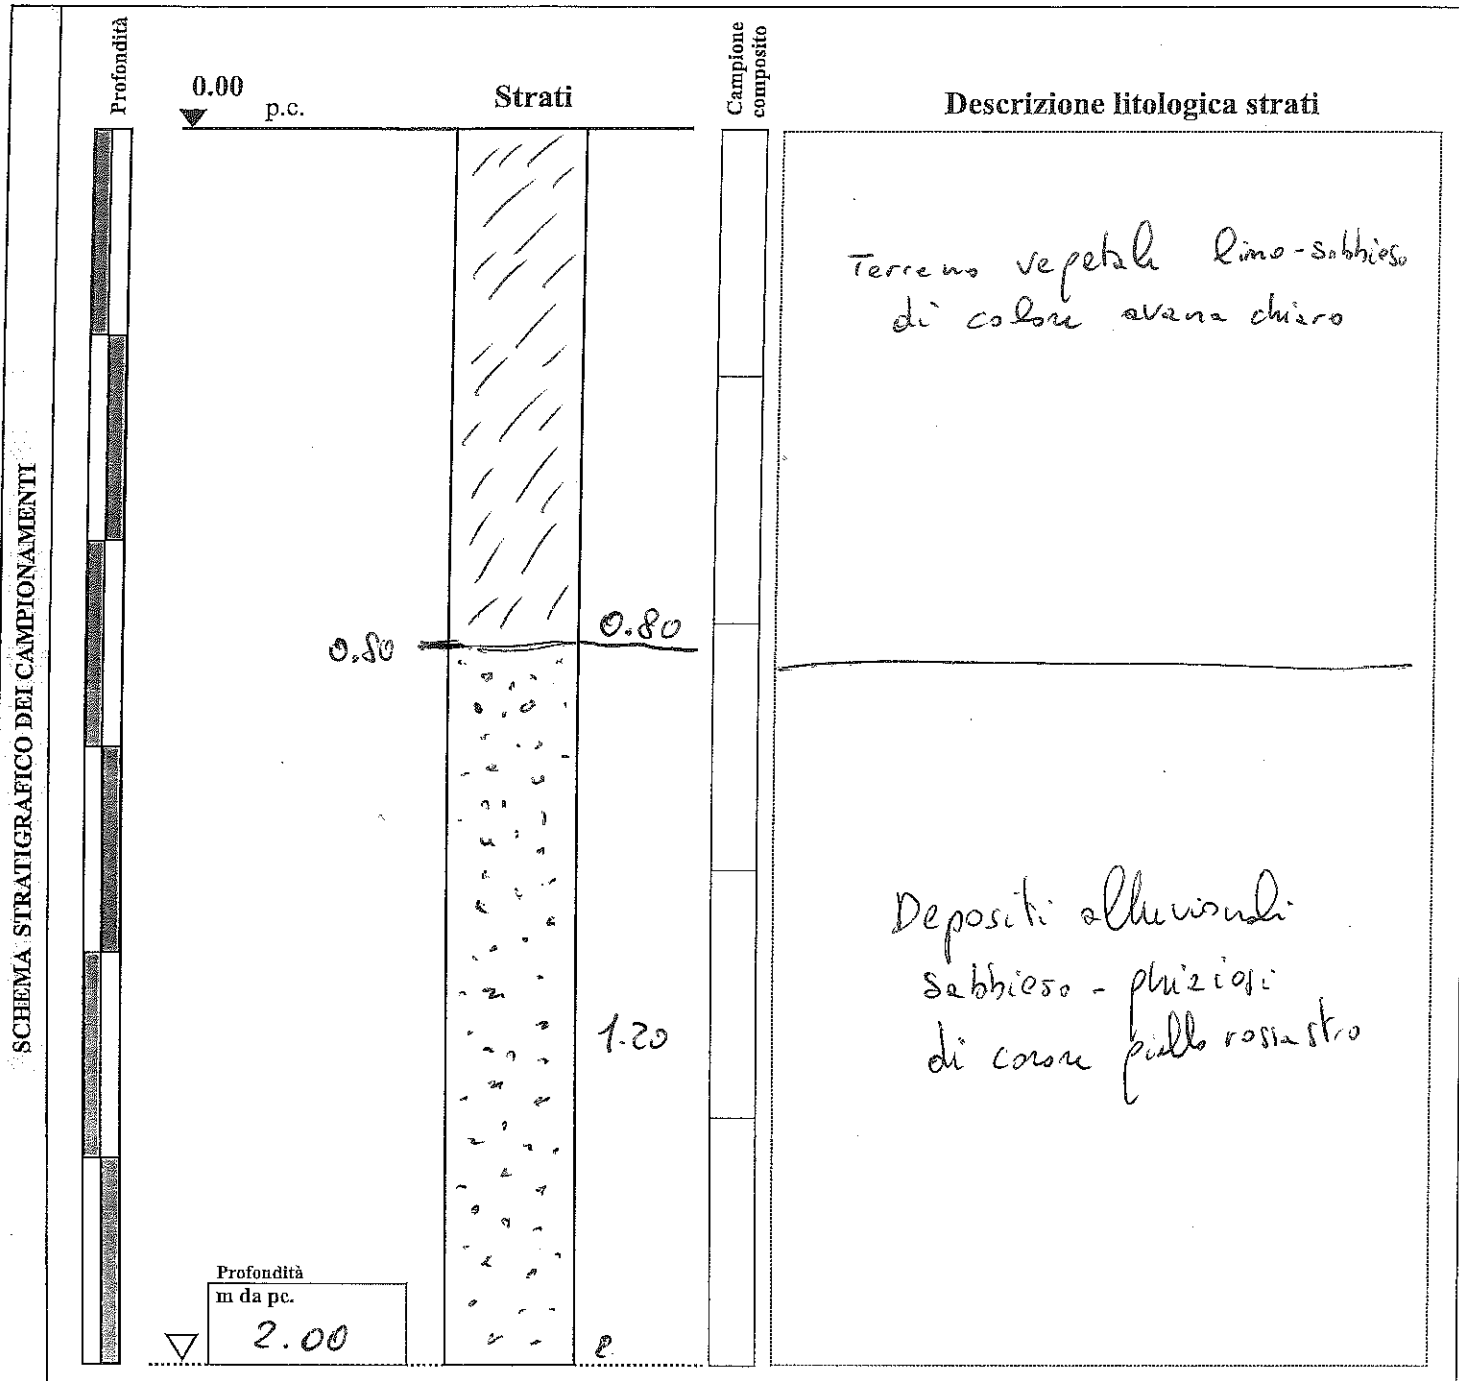 SCHEMA STRATIGRAFICO DEI CAMPIONAMENTI
Profondità
0.00
p.c.
Strati
Campione
composito
Descrizione litologica strati
Terreno vegetale limo-sabbioso
di colore avana chiaro
0.80
0.80
Depositi alluvionali
sabbioso - ghiaiosi
di colore giallo rossastro
1.20
Profondità
m da pc.
2.00